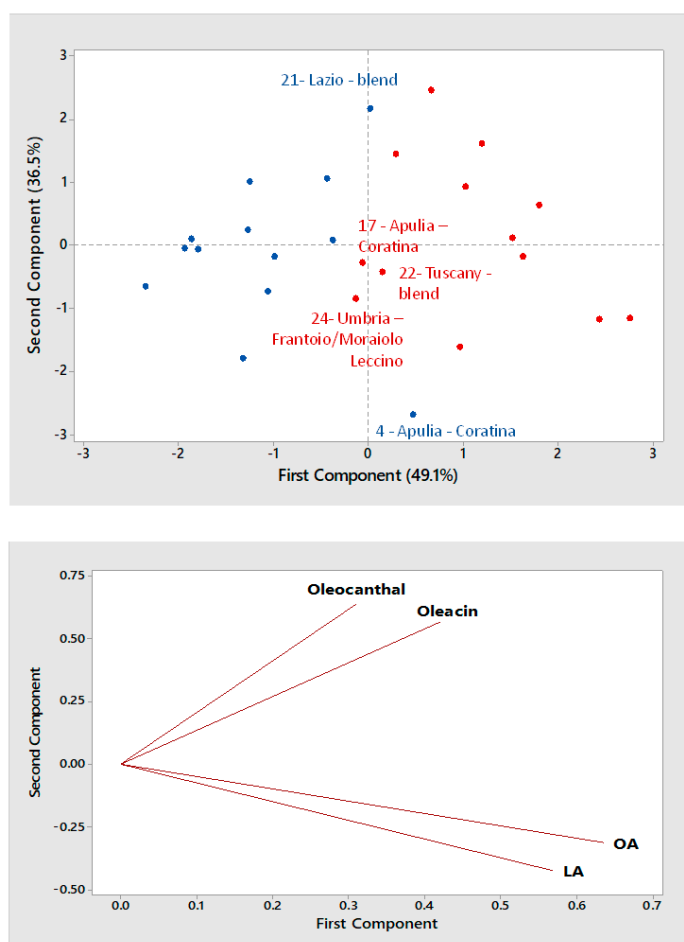 3
21- Lazio - blend
2
1
17 - Apulia –
Coratina
0
22- Tuscany -
blend
-1
24- Umbria –
Frantoio/Moraiolo
Leccino
-2
4 - Apulia - Coratina
-3
-3 -2 -1 0 1 2 3
Second Component (36.5%)
First Component (49.1%)
0.75
Oleocanthal
Oleacin
0.50
0.25
0.00
-0.25
OA
LA
-0.50
0.0 0.1 0.2 0.3 0.4 0.5 0.6 0.7
Second Component
First Component